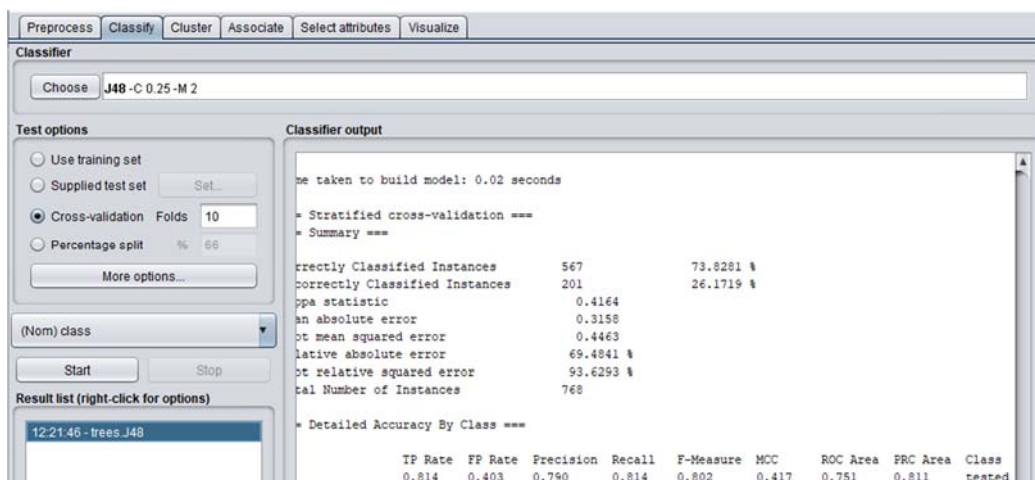 Preprocess Classify Cluster Associate Select attributes Visualize
Classifier
Choose J48 -C 0.25 -M 2
Test options
Use training set
Supplied test set Set...
Cross-validation Folds 10
Percentage split % 66
More options...
(Nom) class
Start Stop
Result list (right-click for options)
12:21:46 - trees.J48
Classifier output
me taken to build model: 0.02 seconds
= Stratified cross-validation ===
= Summary ===
rrectly Classified Instances 567 73.8281 %
correctly Classified Instances 201 26.1719 %
ppa statistic 0.4164
an absolute error 0.3158
ot mean squared error 0.4463
lative absolute error 69.4841 %
ot relative squared error 93.6293 %
tal Number of Instances 768
= Detailed Accuracy By Class ===
TP Rate FP Rate Precision Recall F-Measure MCC ROC Area PRC Area Class
0.814 0.403 0.790 0.814 0.802 0.417 0.751 0.811 tested